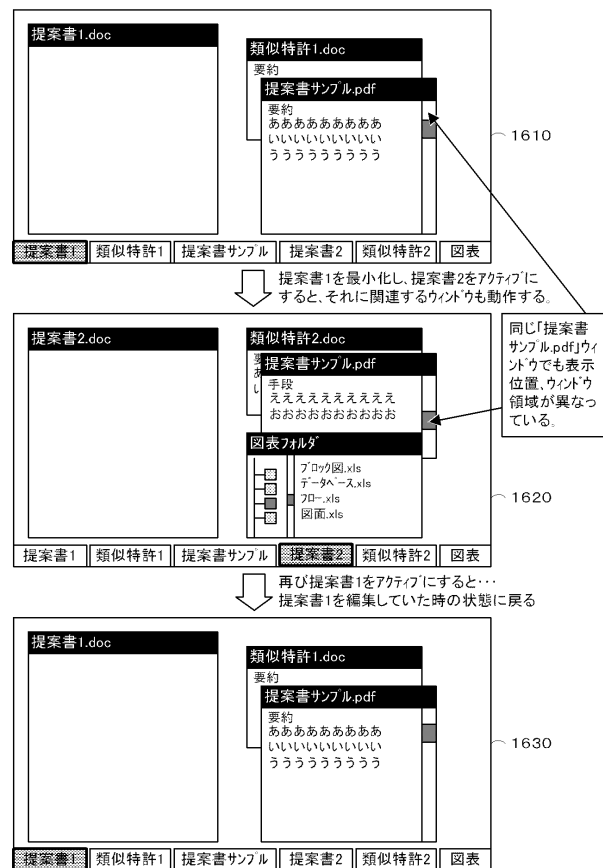 提案書1.doc
類似特許1.doc
要約
提案書サンプル.pdf
要約
あああああああああ
いいいいいいいいい
ううううううううう
1610
提案書1 類似特許1 提案書サンプル 提案書2 類似特許2 図表
提案書1を最小化し、提案書2をアクティブに
すると、それに関連するウィンドウも動作する。
同じ「提案書
サンプル.pdf」ウィ
ンドウでも表示
位置、ウィンドウ
領域が異なっ
ている。
提案書2.doc
類似特許2.doc
提案書サンプル.pdf
あ
手段
し
ええええええええええ
おおおおおおおおおお
図表フォルダ
ブロック図.xls
データベース.xls
フロー.xls
図面.xls
1620
提案書1 類似特許1 提案書サンプル 提案書2 類似特許2 図表
再び提案書1をアクティブにすると・・・
提案書1を編集していた時の状態に戻る
提案書1.doc
類似特許1.doc
要約
提案書サンプル.pdf
要約
あああああああああ
いいいいいいいいい
ううううううううう
1630
提案書1 類似特許1 提案書サンプル 提案書2 類似特許2 図表